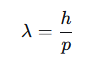 λ = h/p